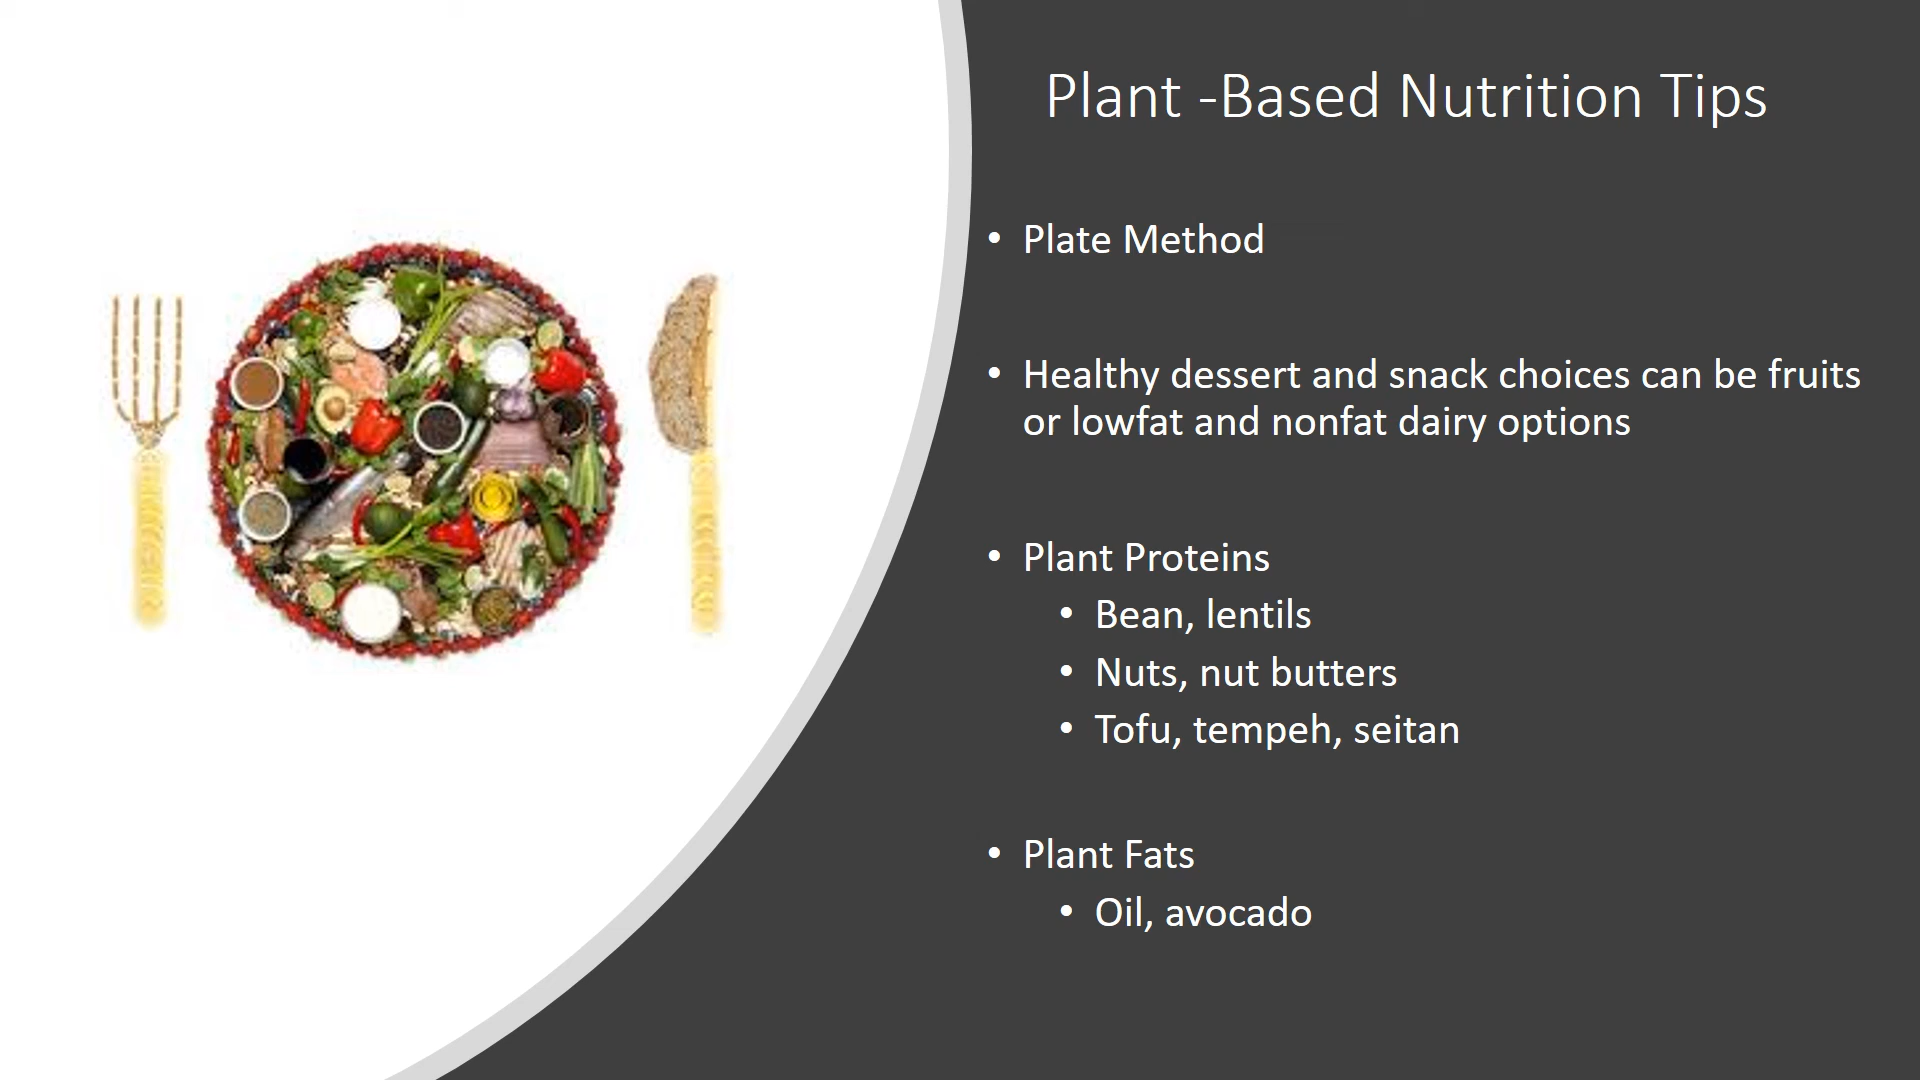 Plant -Based Nutrition Tips
• Plate Method
• Healthy dessert and snack choices can be fruits
or lowfat and nonfat dairy options
• Plant Proteins
• Bean, lentils
• Nuts, nut butters
• Tofu, tempeh, seitan
• Plant Fats
• Oil, avocado